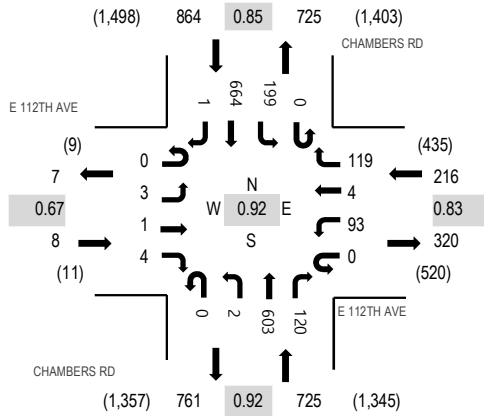 (1,498) 864 0.85 725 (1,403)
CHAMBERS RD
E 112TH AVE
1 664 199 0
(9) 0 119 (435)
7 3 N 4 216
0.67 W 0.92 E 0.83
8 1 S 93 320
(11) 4 0 (520)
0 2 603 120
E 112TH AVE
CHAMBERS RD
(1,357) 761 0.92 725 (1,345)